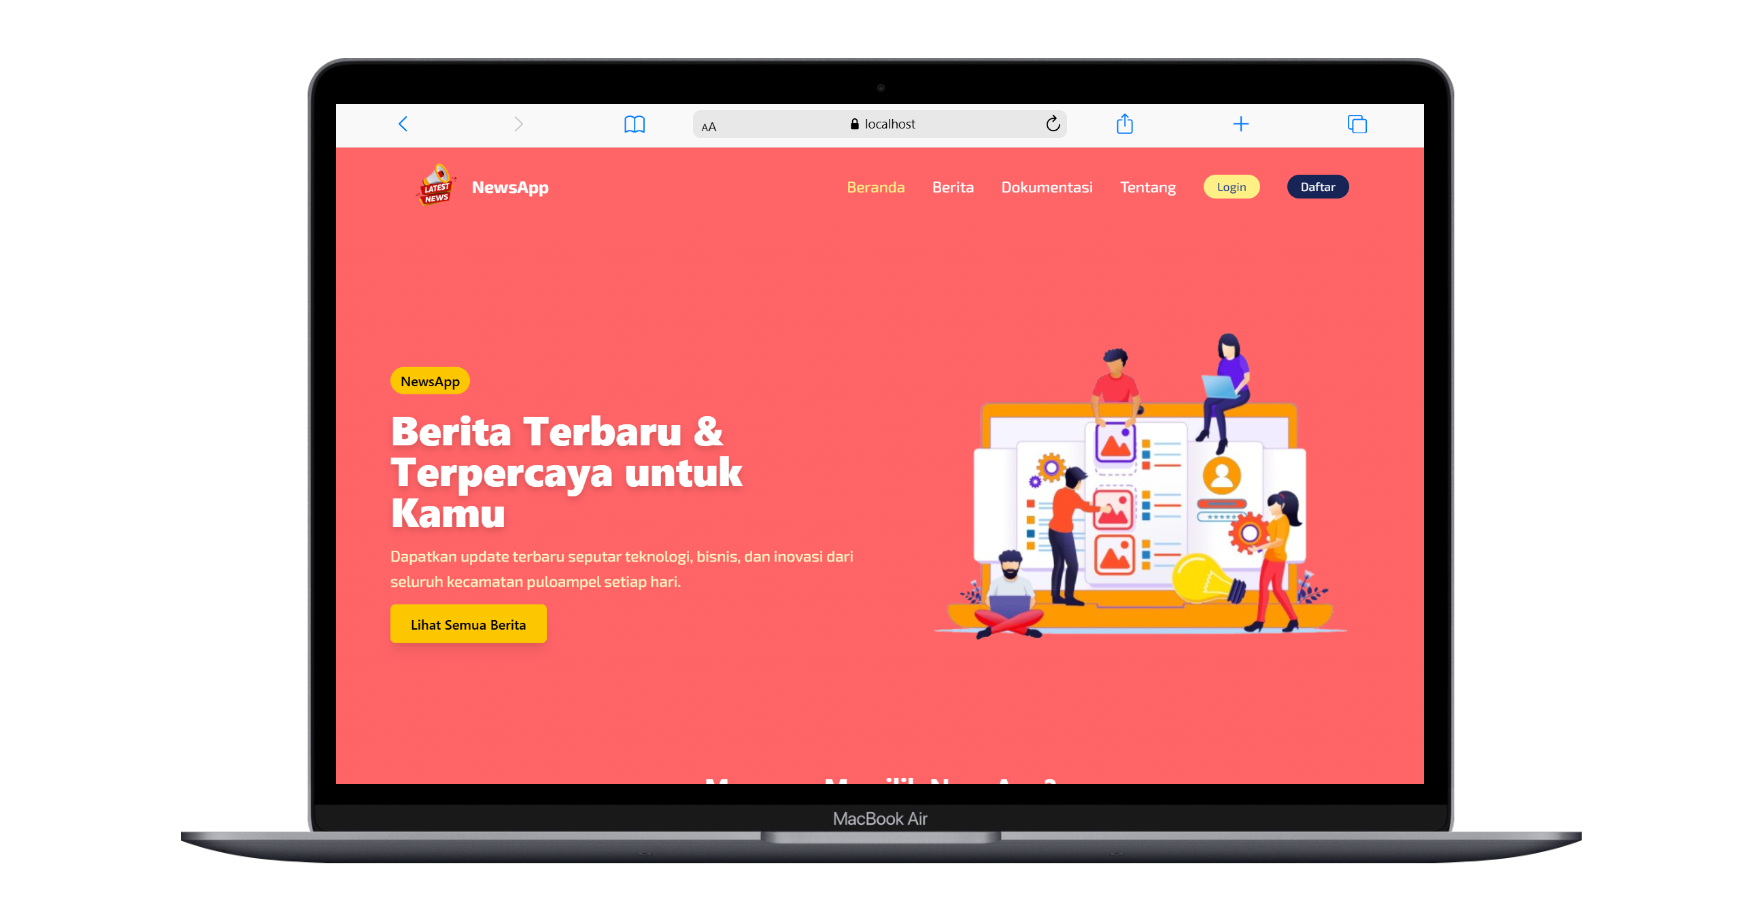 AA localhost
LATEST
NEWS
NewsApp
Beranda
Berita
Dokumentasi
Tentang
Login
Daftar
NewsApp
Berita Terbaru &
Terpercaya untuk
Kamu
Dapatkan update terbaru seputar teknologi, bisnis, dan inovasi dari
seluruh kecamatan puloampel setiap hari.
Lihat Semua Berita
MacBook Air